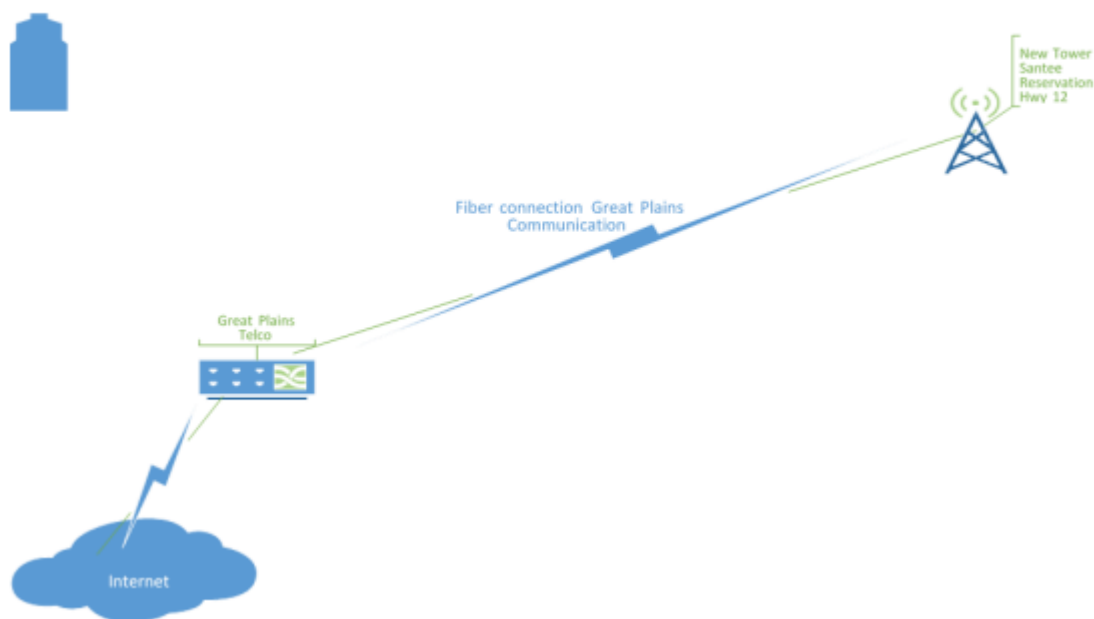 New Tower
Santee
Reservation
Hwy 12
Fiber connection Great Plains
Communication
Great Plains
Telco
Internet